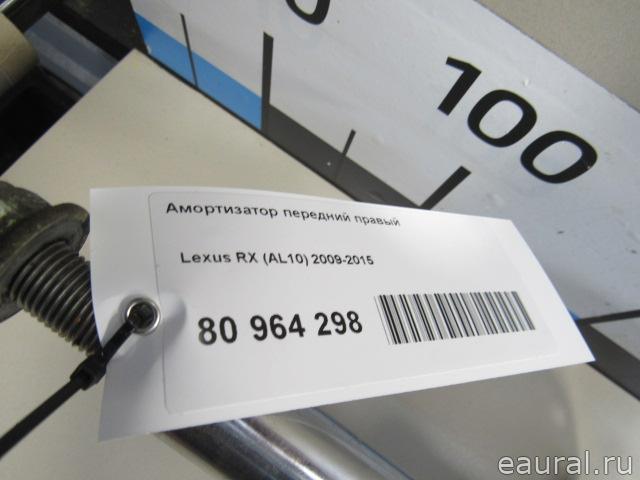 100
Амортизатор передний правый
Lexus RX (AL10) 2009-2015
80 964 298
eaural.ru